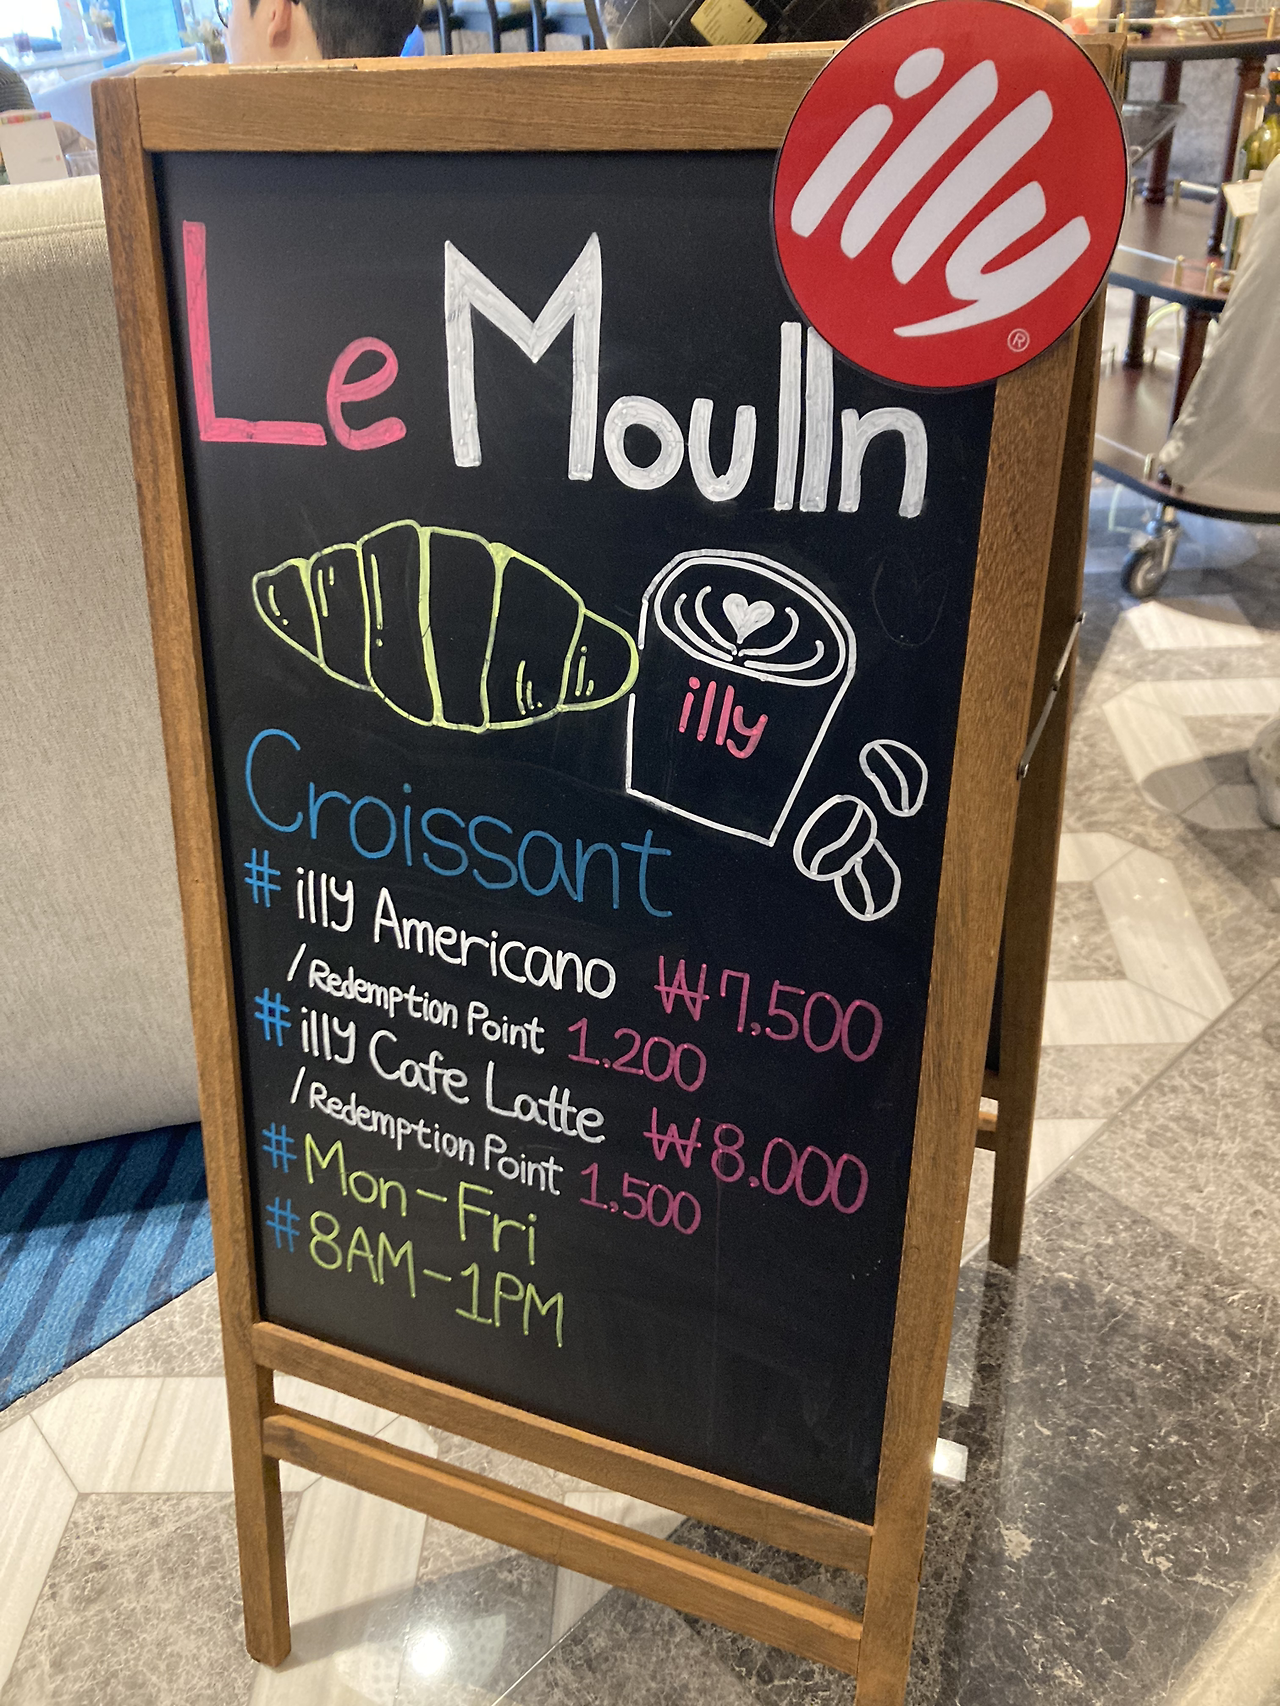 illy
®
Le Moulin
illy
Croissant
# illy Americano ₩7,500
/Redemption Point 1,200
# illy Cafe Latte ₩8,000
/Redemption Point 1,500
# Mon-Fri
# 8AM-1PM